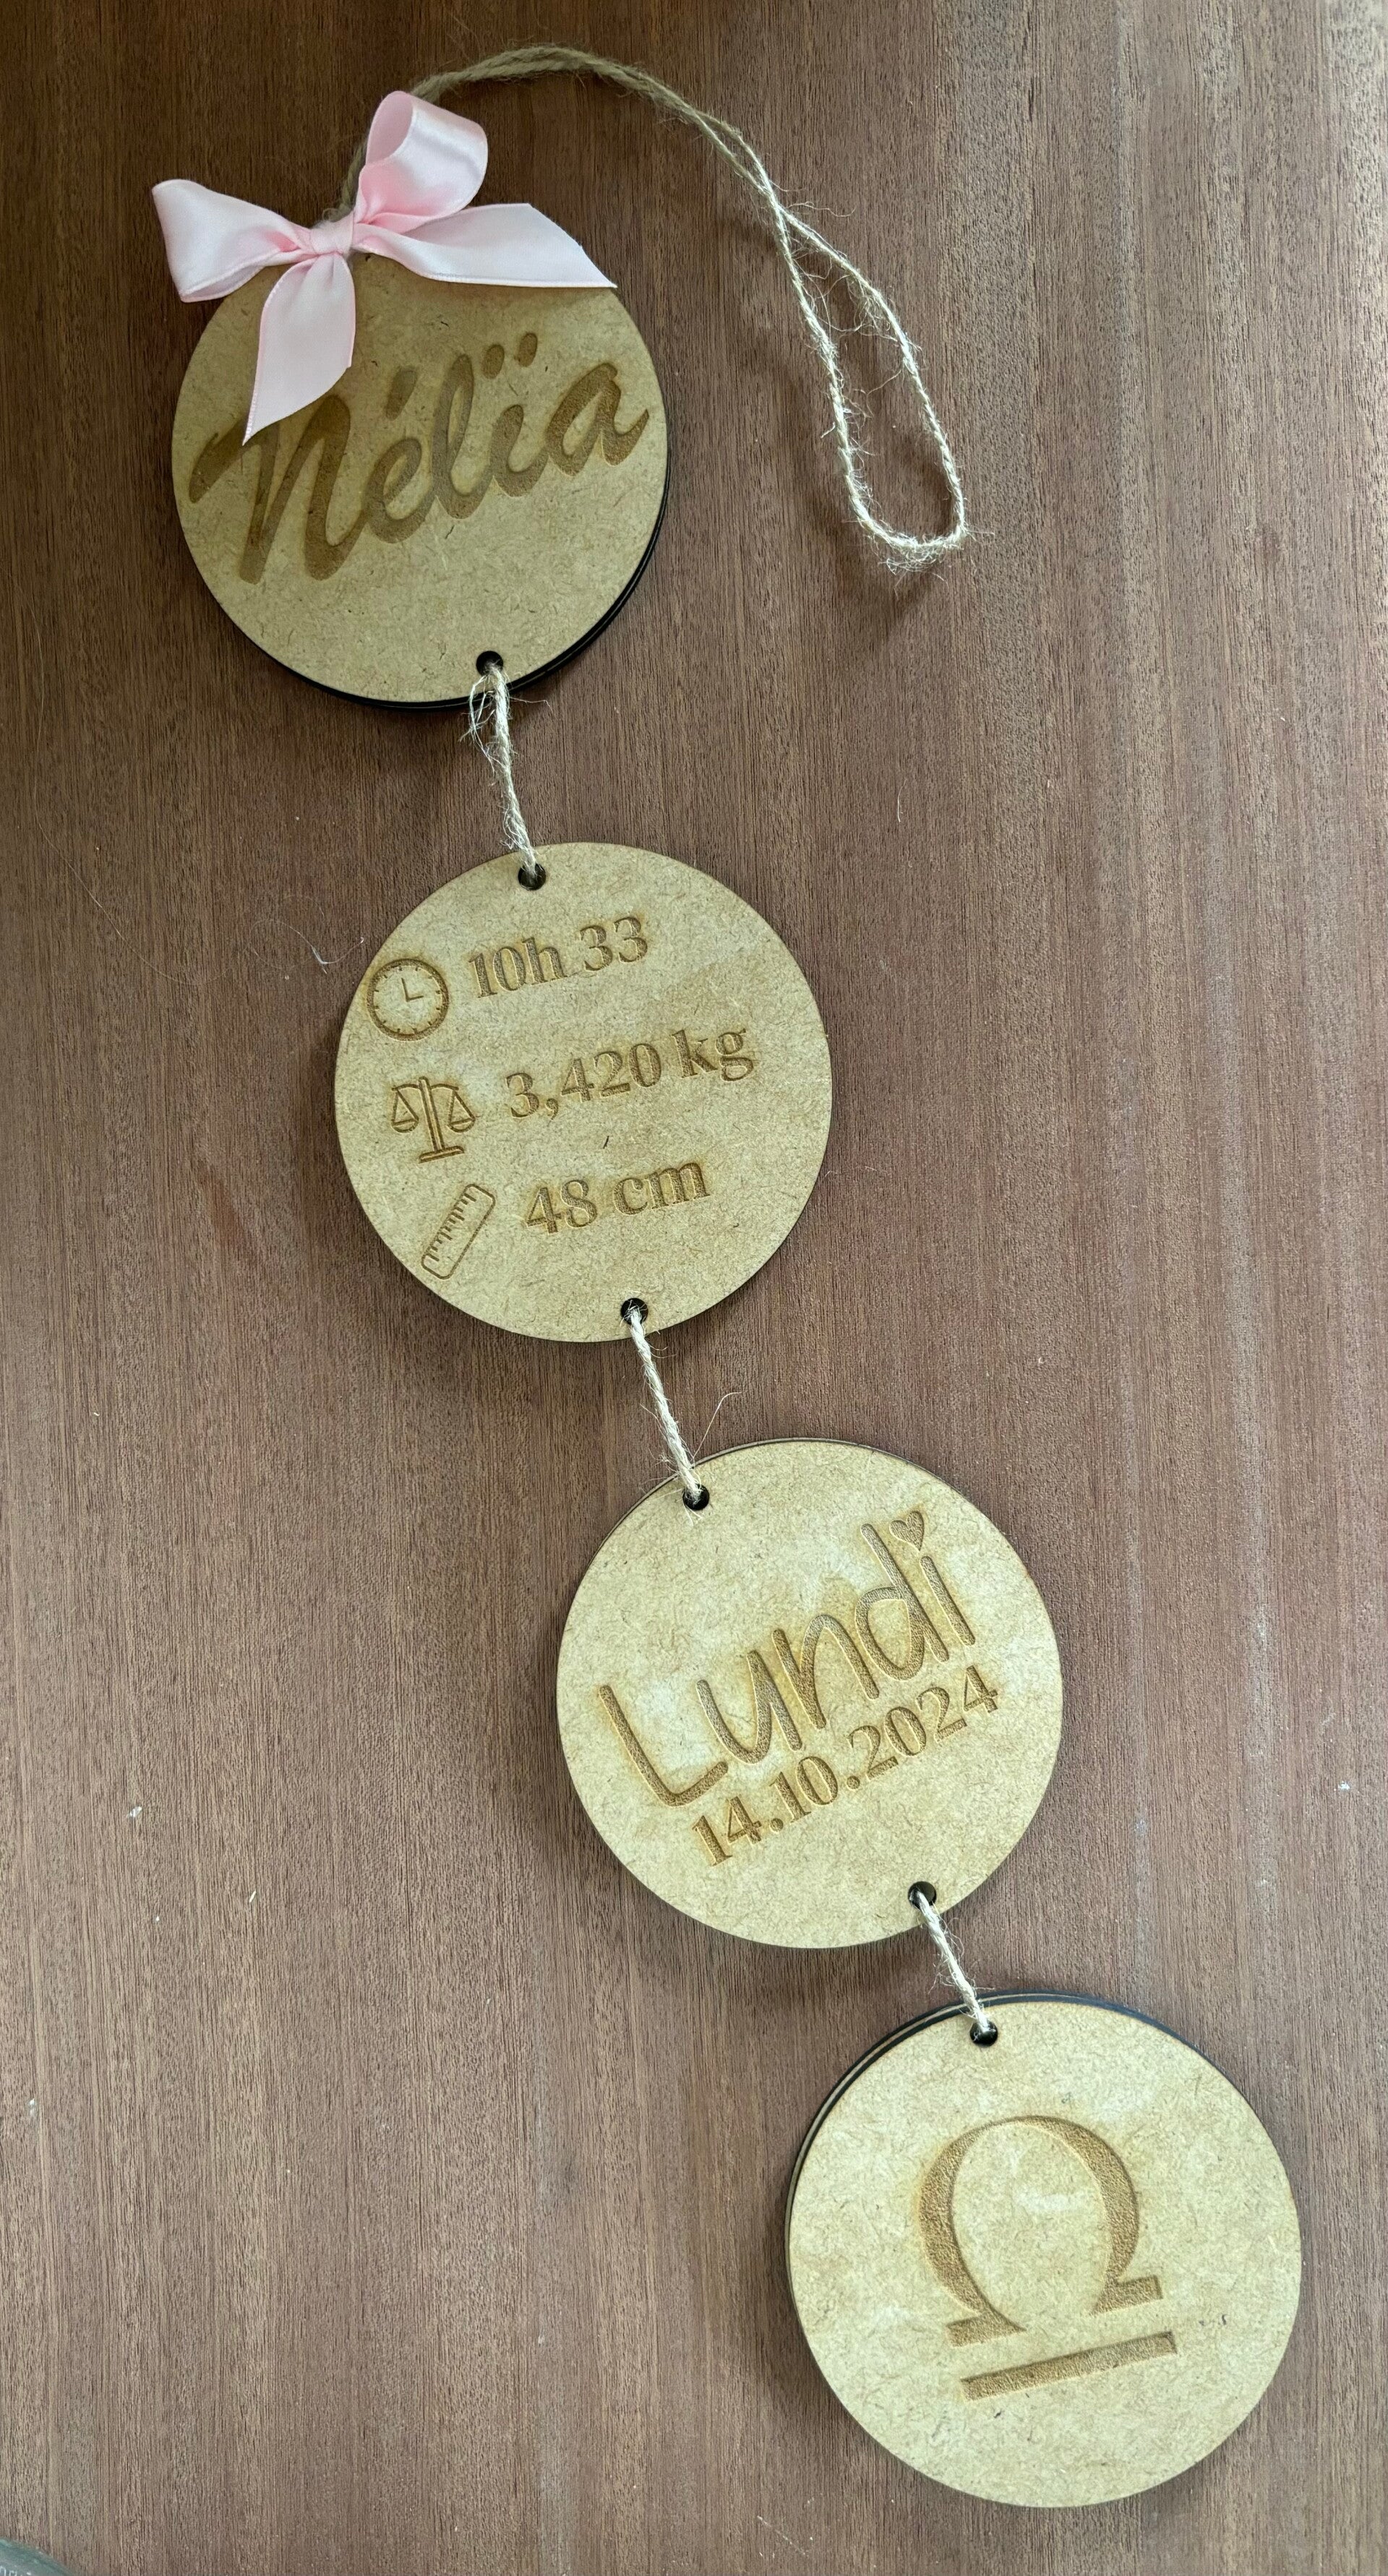 Nélïa
10h 33
3,420 kg
48 cm
Lundi
14.10.2024